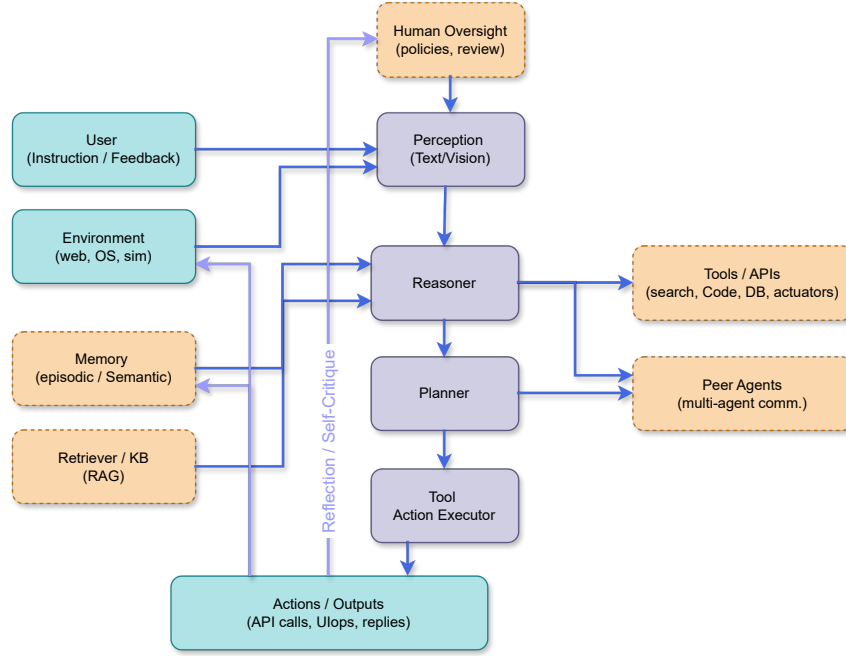 Human Oversight
(policies, review)
User
(Instruction / Feedback)
Perception
(Text/Vision)
Environment
(web, OS, sim)
Reasoner
Tools / APIs
(search, Code, DB, actuators)
Memory
(episodic / Semantic)
Planner
Peer Agents
(multi-agent comm.)
Reflection / Self-Critique
Retriever / KB
(RAG)
Tool
Action Executor
Actions / Outputs
(API calls, UIops, replies)